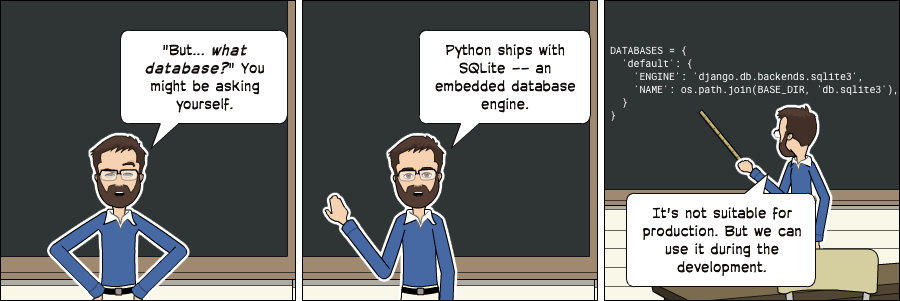 "But... what
database?" You
might be asking
yourself.
Python ships with
SQLite -- an
embedded database
engine.
DATABASES = {
'default': {
'ENGINE': 'django.db.backends.sqlite3',
'NAME': os.path.join(BASE_DIR, 'db.sqlite3'),
}
}
It's not suitable for
production. But we can
use it during the
development.